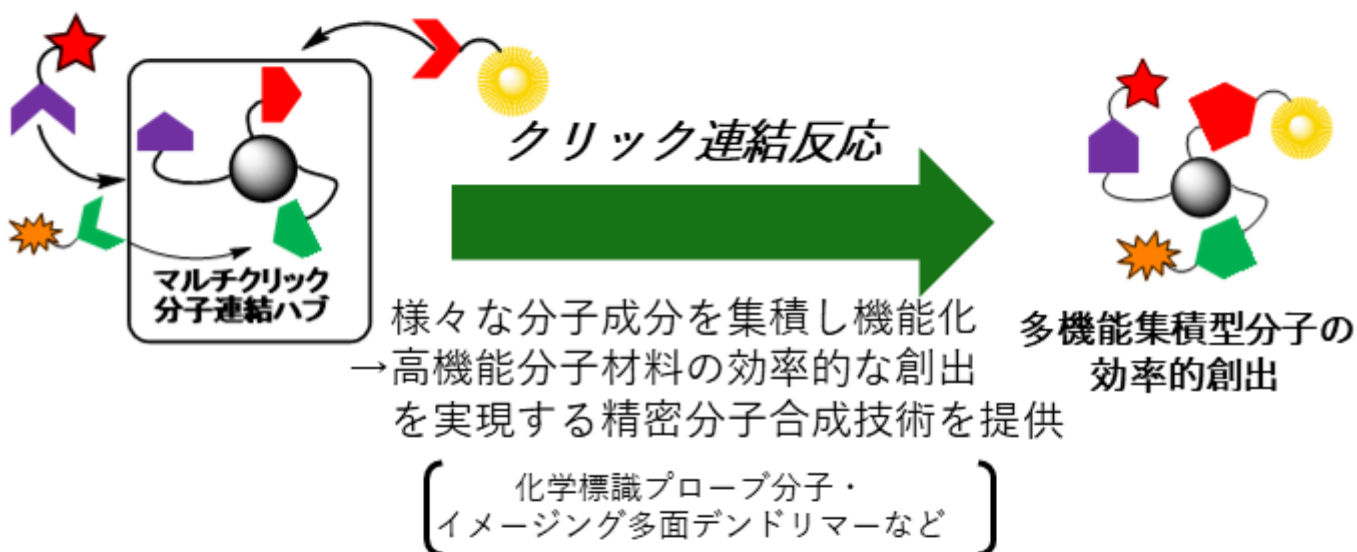 クリック連結反応
マルチクリック
分子連結ハブ
様々な分子成分を集積し機能化
→高機能分子材料の効率的な創出
を実現する精密分子合成技術を提供
化学標識プローブ分子・
イメージング多面デンドリマーなど
多機能集積型分子の
効率的創出